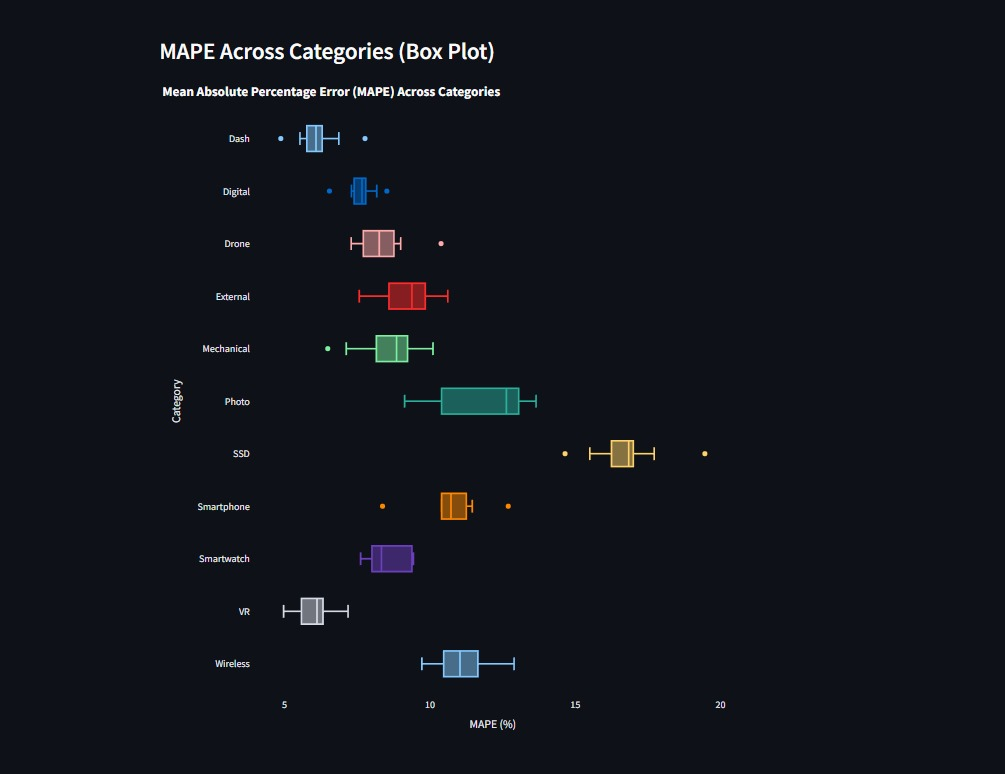 MAPE Across Categories (Box Plot)
Mean Absolute Percentage Error (MAPE) Across Categories
Dash
Digital
Drone
External
Mechanical
Photo
SSD
Smartphone
Smartwatch
VR
Wireless
Category
5 10 15 20
MAPE (%)